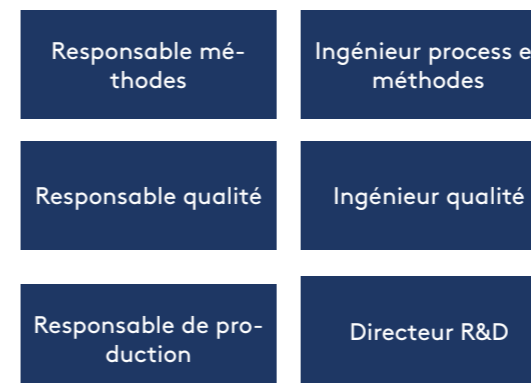 Responsable mé-
thodes
Ingénieur process e
méthodes
Responsable qualité
Ingénieur qualité
Responsable de pro-
duction
Directeur R&D